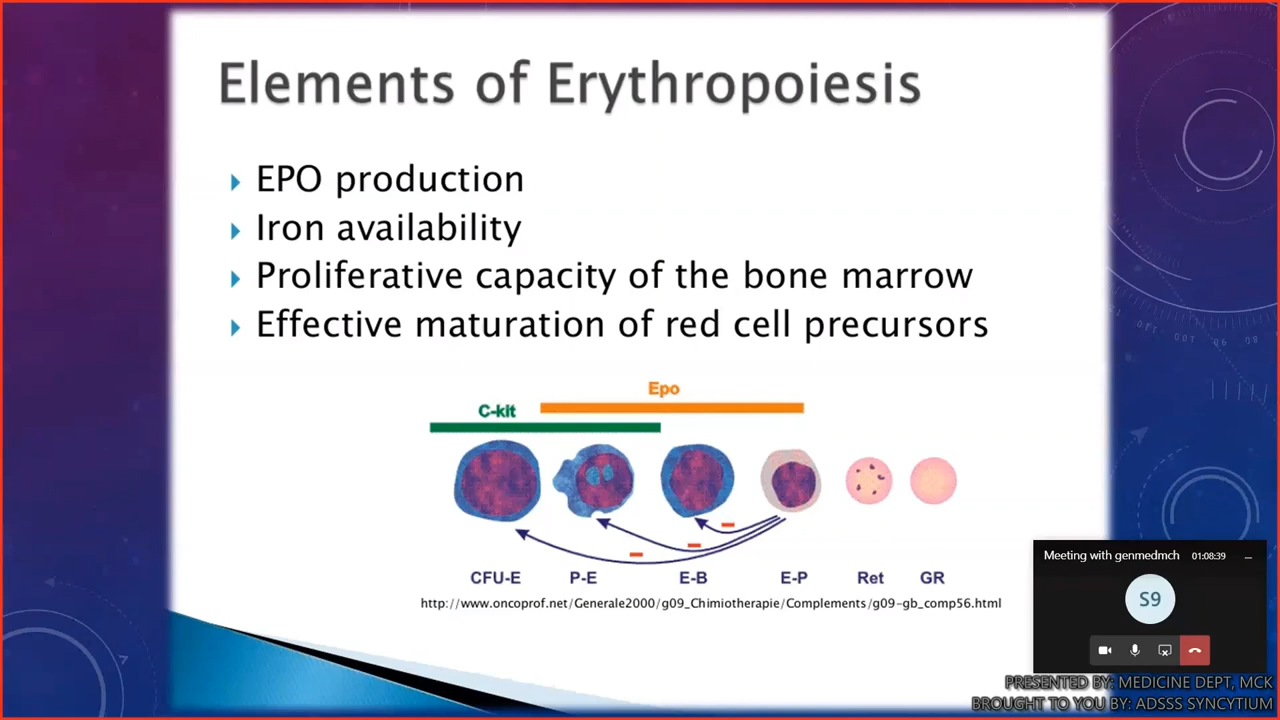 Elements of Erythropoiesis
EPO production
Iron availability
Proliferative capacity of the bone marrow
Effective maturation of red cell precursors
Epo
C-kit
CFU-E P-E E-B E-P Ret GR
http://www.oncoprof.net/Generale2000/g09_Chimiotherapie/Complements/g09-gb_comp56.html
Meeting with genmedmch 01:08:39
S9
PRESENTED BY: MEDICINE DEPT, MCK
BROUGHT TO YOU BY: ADSSS SYNCYTIUM